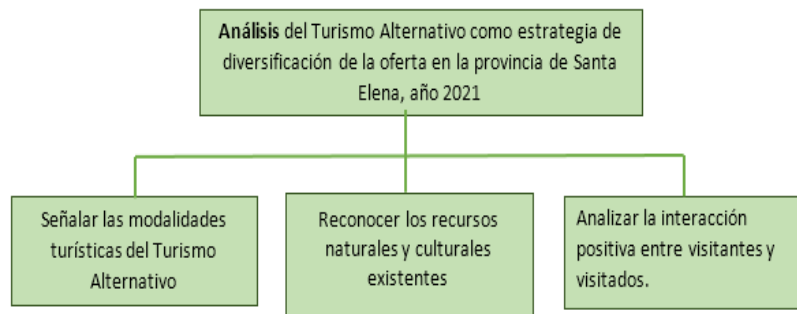 Análisis del Turismo Alternativo como estrategia de
diversificación de la oferta en la provincia de Santa
Elena, año 2021
Señalar las modalidades
turísticas del Turismo
Alternativo
Reconocer los recursos
naturales y culturales
existentes
Analizar la interacción
positiva entre visitantes y
visitados.